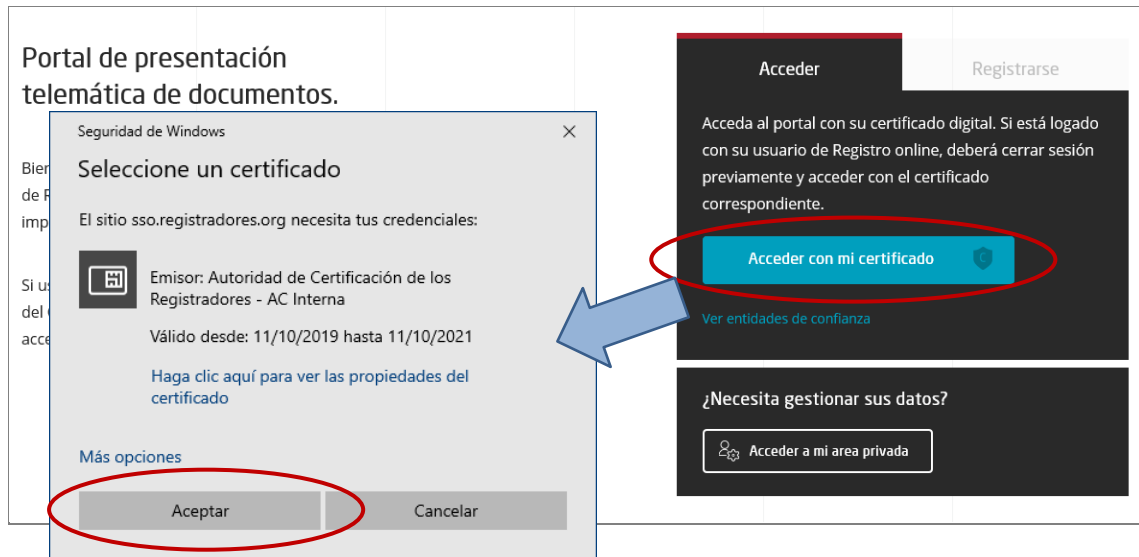 Portal de presentación
telemática de documentos.
Seguridad de Windows
Seleccione un certificado
El sitio sso.registradores.org necesita tus credenciales:
Emisor: Autoridad de Certificación de los
Registradores - AC Interna
Válido desde: 11/10/2019 hasta 11/10/2021
Haga clic aquí para ver las propiedades del
certificado
Más opciones
Aceptar Cancelar
de
Si
del
Acceder Registrarse
Acceda al portal con su certificado digital. Si está logado
con su usuario de Registro online, deberá cerrar sesión
previamente y acceder con el certificado
correspondiente.
Acceder con mi certificado
Ver entidades de confianza
¿Necesita gestionar sus datos?
Acceder a mi area privada